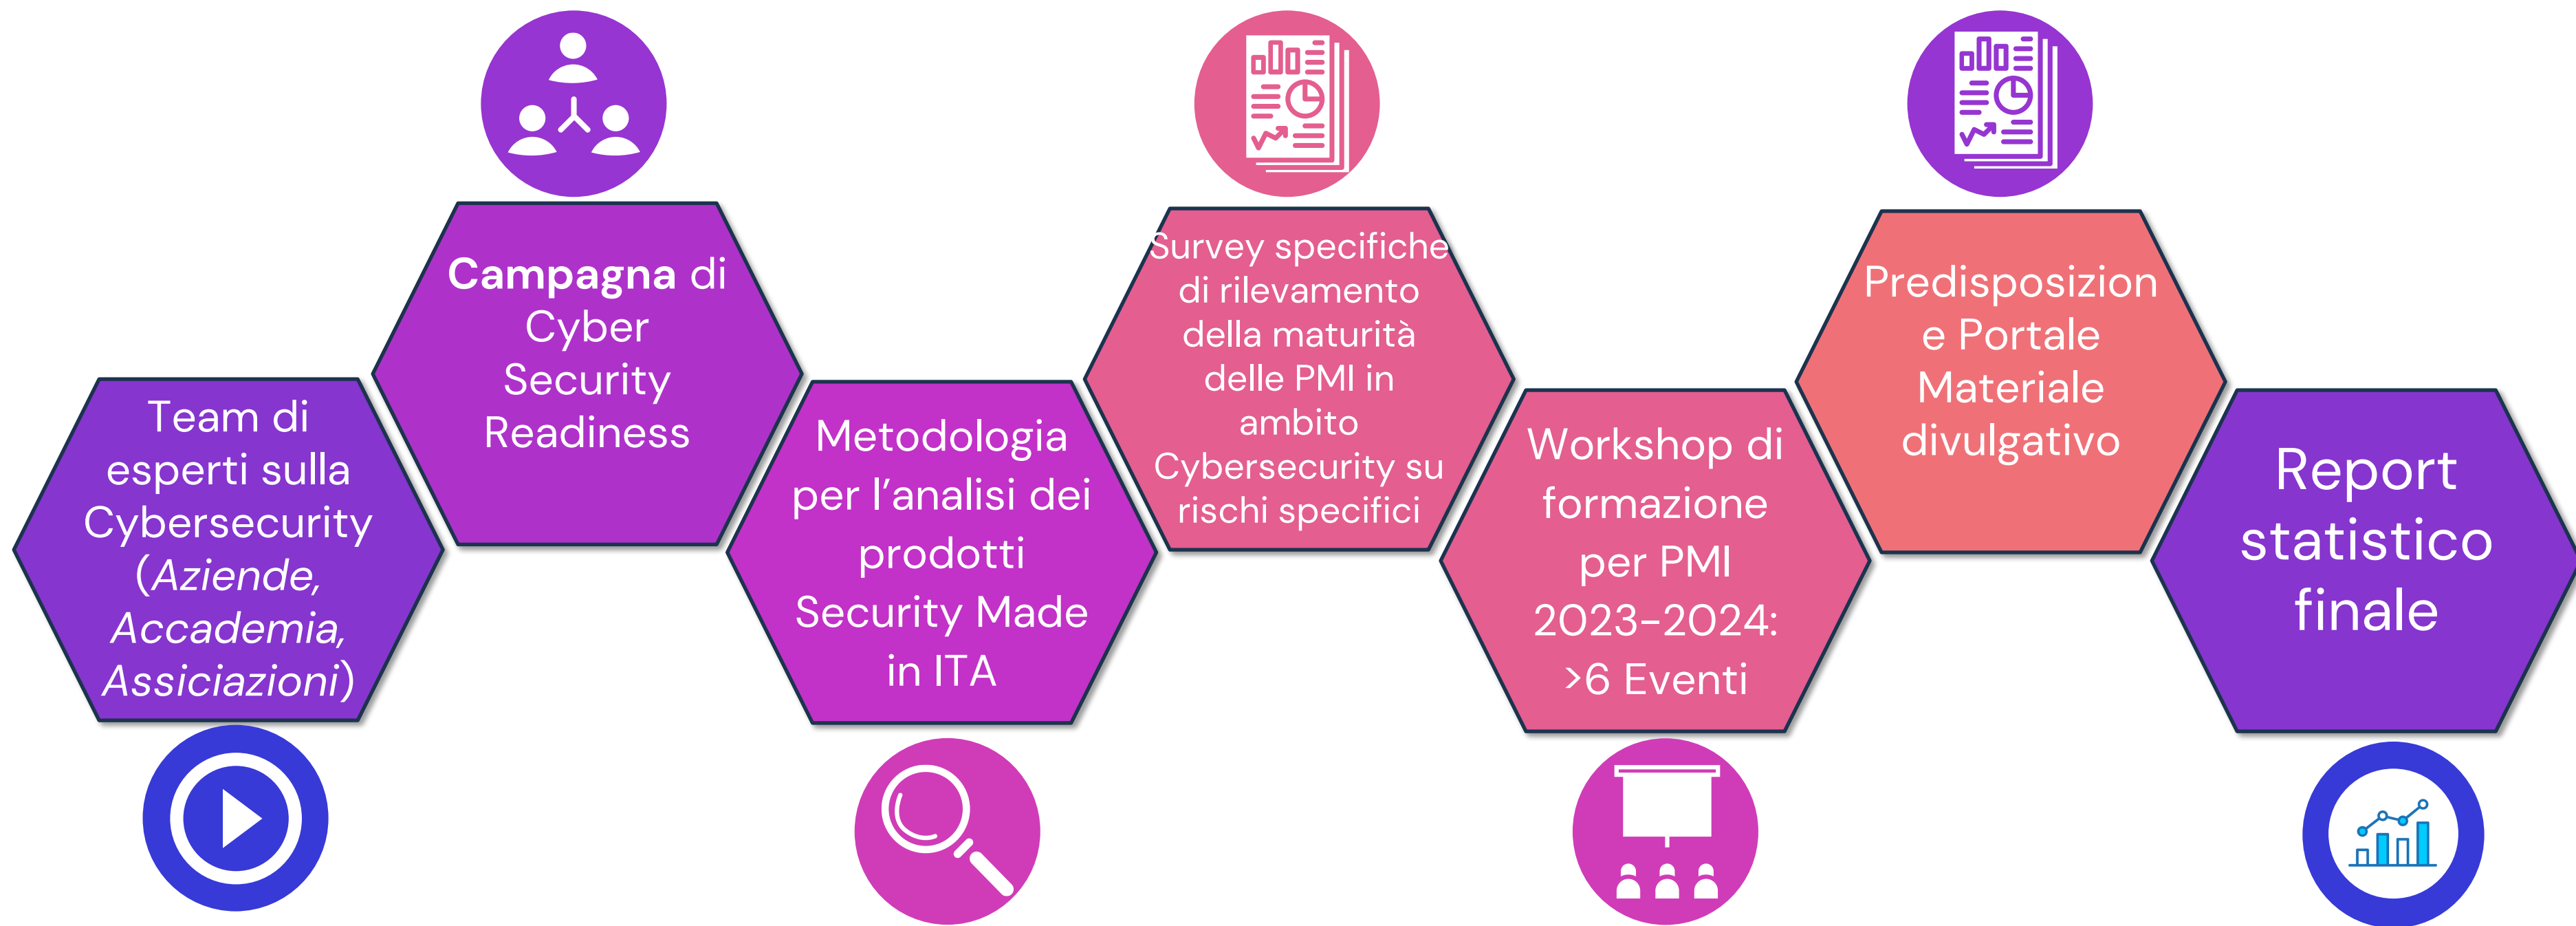 Team di
esperti sulla
Cybersecurity
(Aziende,
Accademia,
Assiciazioni)
Campagna di
Cyber
Security
Readiness
Metodologia
per l’analisi dei
prodotti
Security Made
in ITA
Survey specifiche
di rilevamento
della maturità
delle PMI in
ambito
Cybersecurity su
rischi specifici
Workshop di
formazione
per PMI
2023-2024:
>6 Eventi
Predisposizion
e Portale
Materiale
divulgativo
Report
statistico
finale